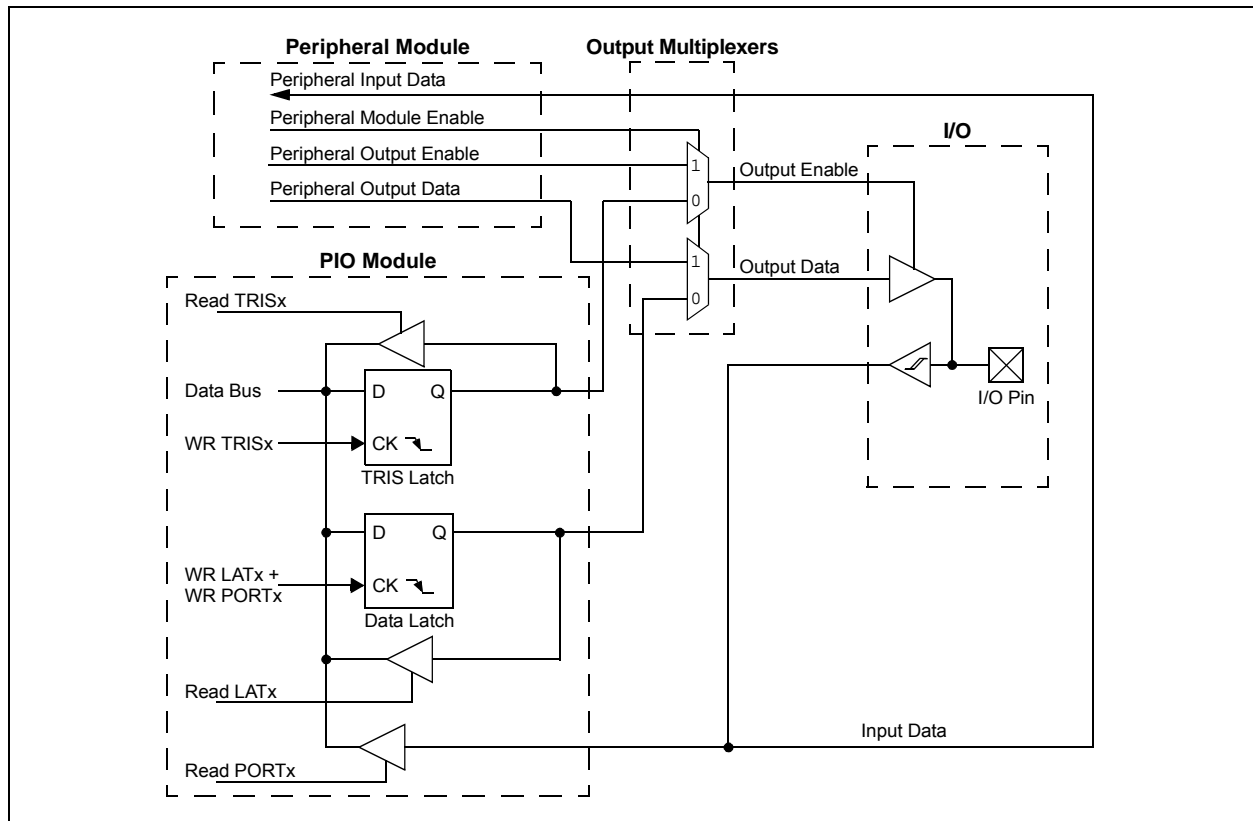 Peripheral Module
Output Multiplexers
Peripheral Input Data
Peripheral Module Enable
I/O
Peripheral Output Enable
1
Output Enable
Peripheral Output Data
0
PIO Module
1
Output Data
Read TRISx
0
Data Bus
D Q
I/O Pin
WR TRISx
CK
TRIS Latch
D Q
WR LATx +
WR PORTx
CK
Data Latch
Read LATx
Input Data
Read PORTx